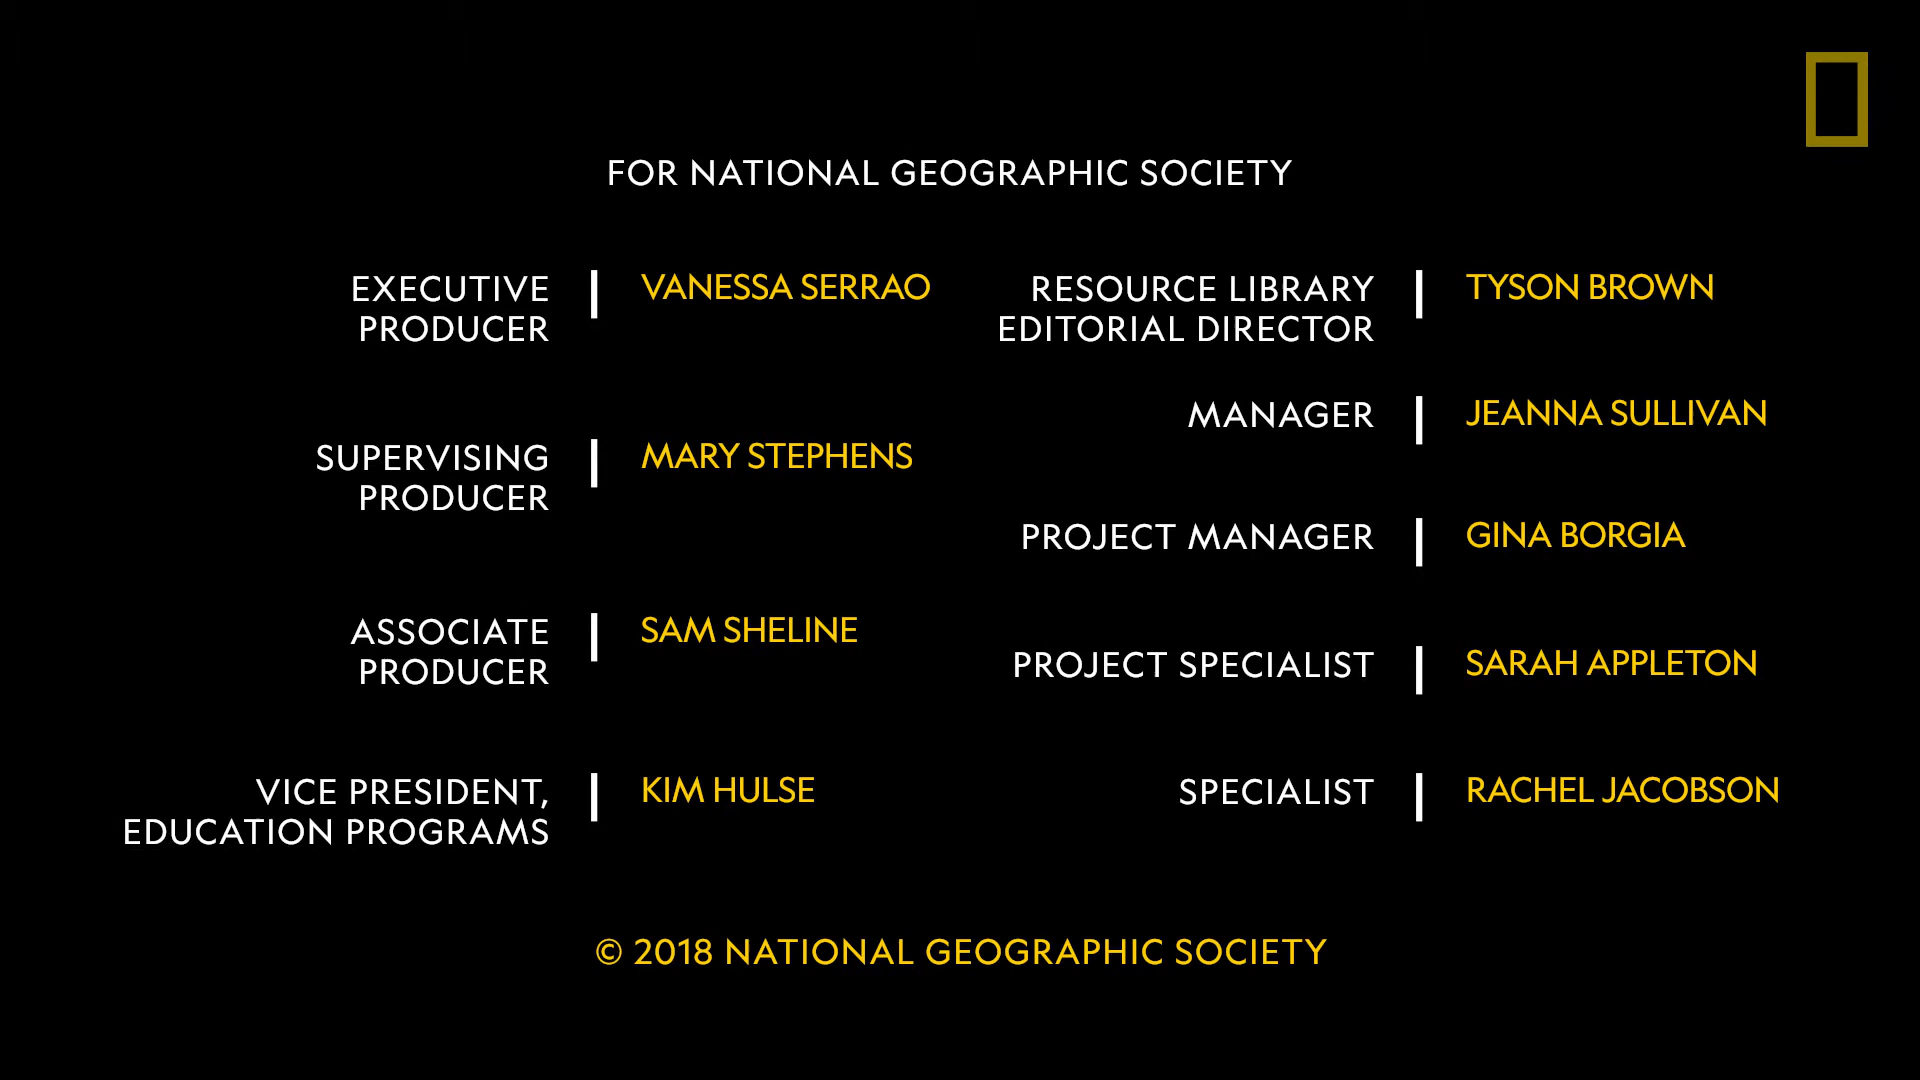 FOR NATIONAL GEOGRAPHIC SOCIETY
EXECUTIVE
PRODUCER
VANESSA SERRAO
SUPERVISING
PRODUCER
MARY STEPHENS
ASSOCIATE
PRODUCER
SAM SHELINE
VICE PRESIDENT,
EDUCATION PROGRAMS
KIM HULSE
RESOURCE LIBRARY
EDITORIAL DIRECTOR
TYSON BROWN
MANAGER
JEANNA SULLIVAN
PROJECT MANAGER
GINA BORGIA
PROJECT SPECIALIST
SARAH APPLETON
SPECIALIST
RACHEL JACOBSON
© 2018 NATIONAL GEOGRAPHIC SOCIETY